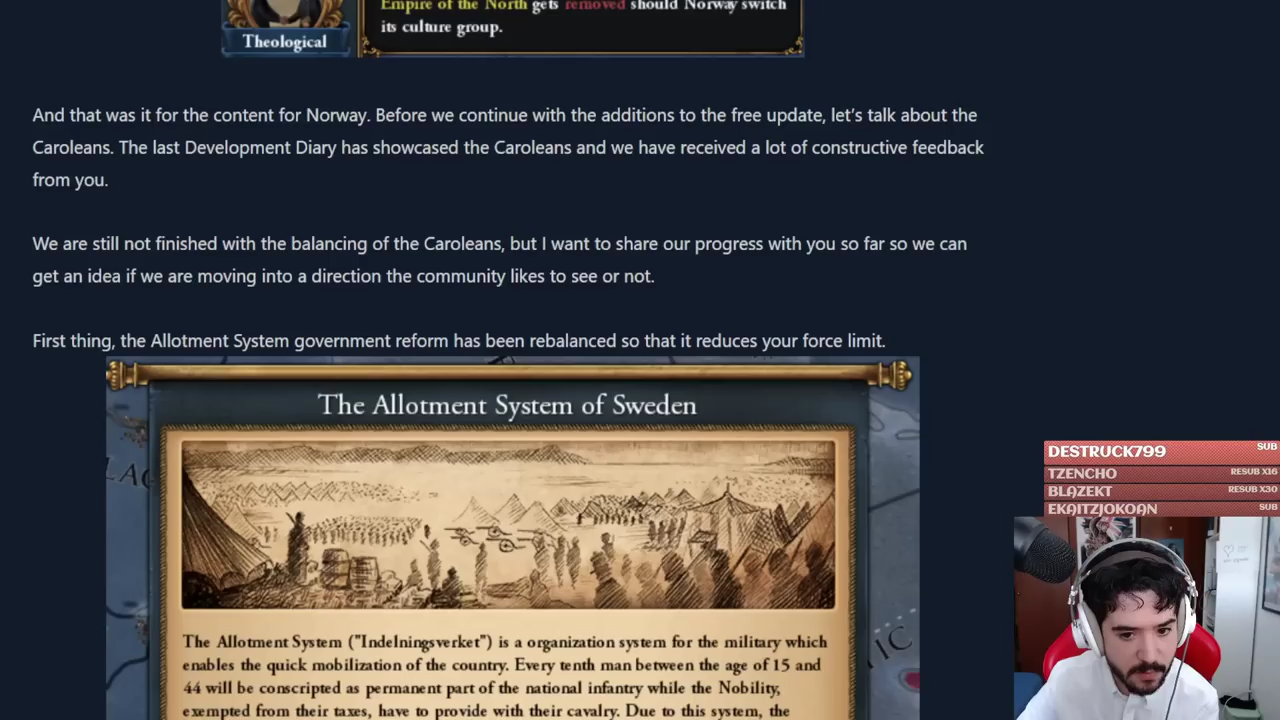 Empire of the North gets removed should Norway switch
its culture group.
Theological
And that was it for the content for Norway. Before we continue with the additions to the free update, let's talk about the
Caroleans. The last Development Diary has showcased the Caroleans and we have received a lot of constructive feedback
from you.
We are still not finished with the balancing of the Caroleans, but I want to share our progress with you so far so we can
get an idea if we are moving into a direction the community likes to see or not.
First thing, the Allotment System government reform has been rebalanced so that it reduces your force limit.
The Allotment System of Sweden
The Allotment System ("Indelningsverket") is a organization system for the military which
enables the quick mobilization of the country. Every tenth man between the age of 15 and
44 will be conscripted as permanent part of the national infantry while the Nobility,
exempted from their taxes, have to provide with their cavalry. Due to this system, the
DESTRUCK799 SUB
TZENCHO RESUB X16
BLAZEKT RESUB X30
EKAITZJOKOAN SUB